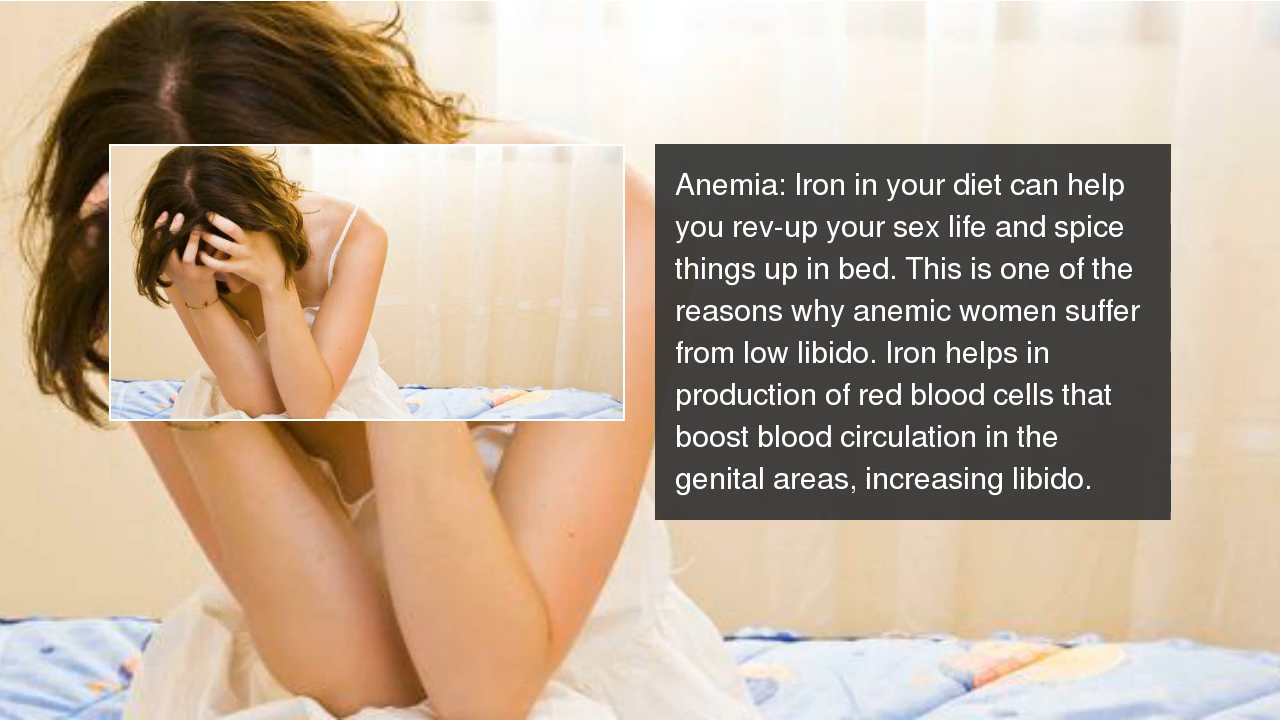 Anemia: Iron in your diet can help
you rev-up your sex life and spice
things up in bed. This is one of the
reasons why anemic women suffer
from low libido. Iron helps in
production of red blood cells that
boost blood circulation in the
genital areas, increasing libido.